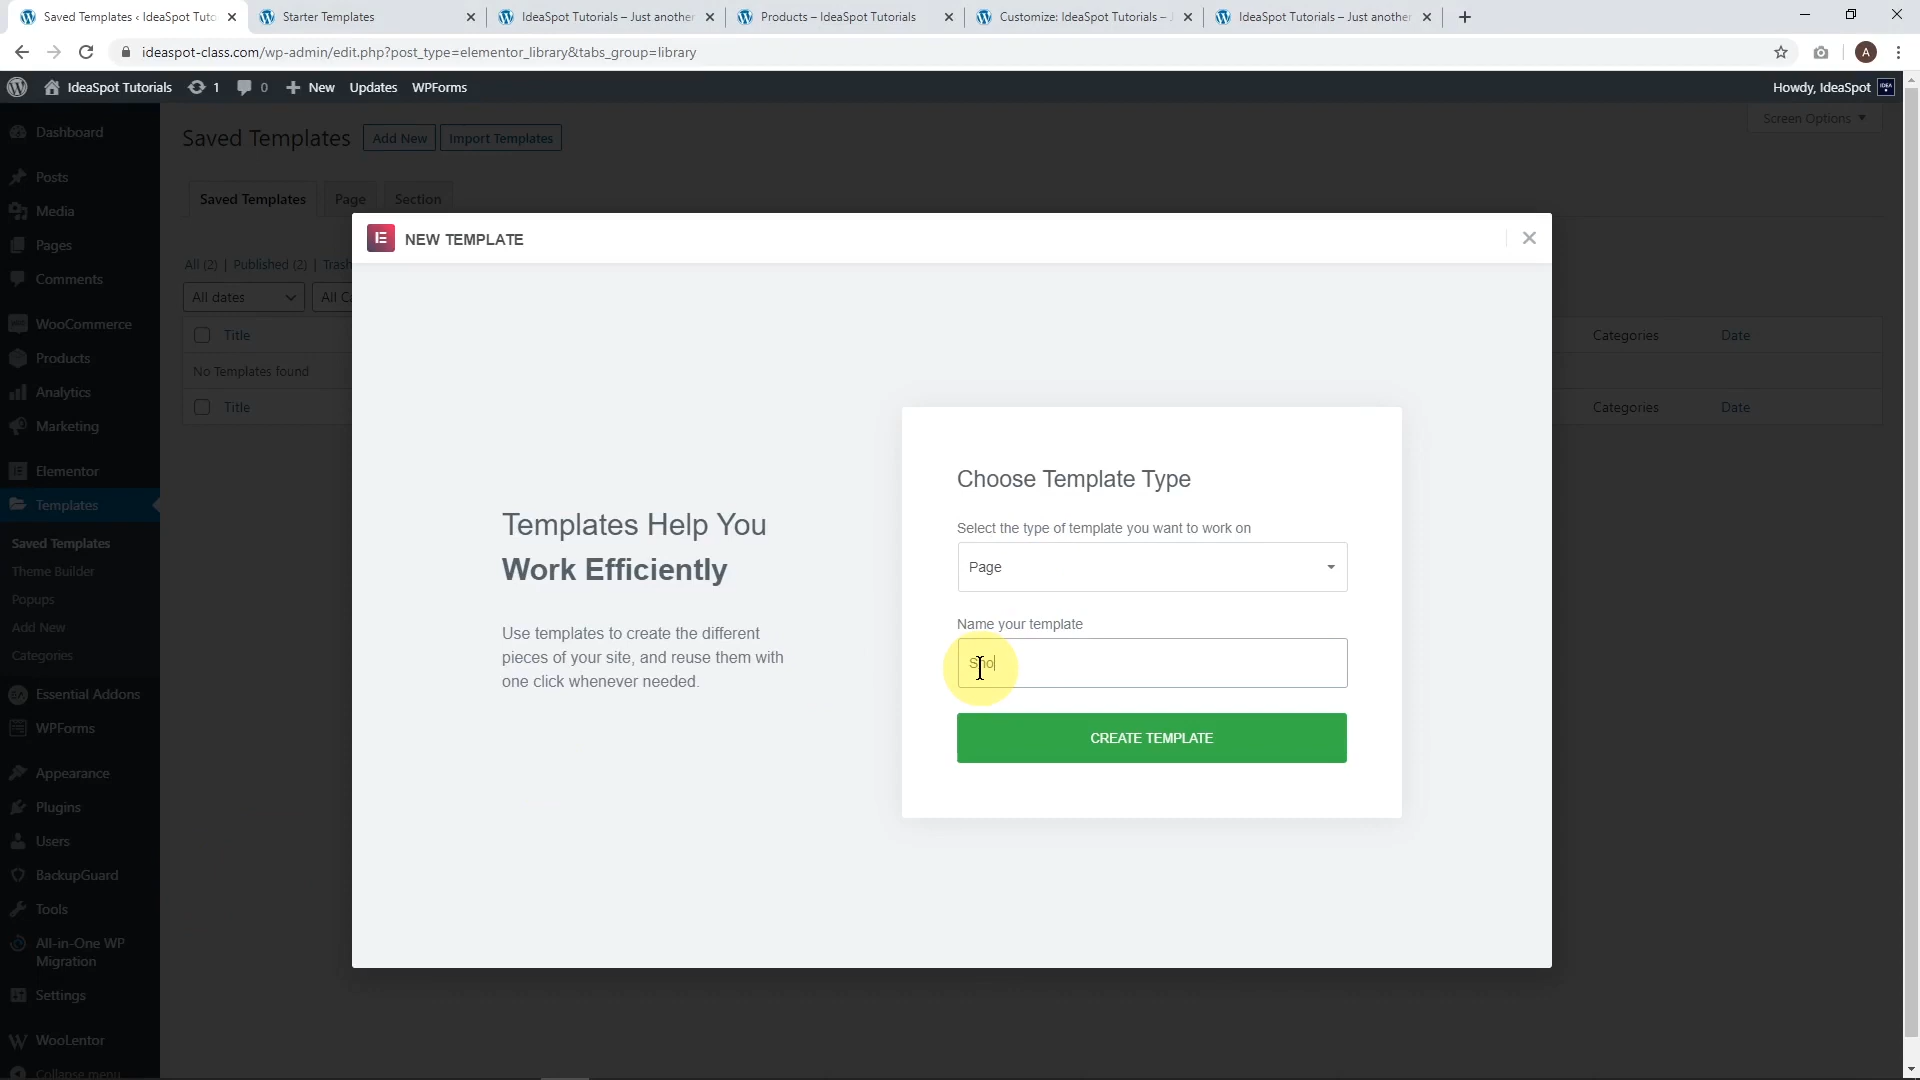 Saved Templates ‹ IdeaSpot Tuto
Starter Templates
IdeaSpot Tutorials – Just another
Products – IdeaSpot Tutorials
Customize: IdeaSpot Tutorials –
IdeaSpot Tutorials – Just another
ideaspot-class.com/wp-admin/edit.php?post_type=elementor_library&tabs_group=library
A
IdeaSpot Tutorials
1
0
New
Updates
WPForms
Howdy, IdeaSpot
Dashboard
Posts
Media
Pages
Comments
WooCommerce
Products
Analytics
Marketing
Elementor
Templates
Saved Templates
Theme Builder
Popups
Add New
Categories
Essential Addons
WPForms
Appearance
Plugins
Users
BackupGuard
Tools
All-in-One WP
Migration
Settings
WooLentor
Collapse menu
Saved Templates
Add New
Import Templates
Screen Options
Saved Templates
Page
Section
All (2) | Published (2) | Trash
All dates
All C
Title
Categories
Date
No Templates found
Title
Categories
Date
NEW TEMPLATE
Templates Help You
Work Efficiently
Use templates to create the different
pieces of your site, and reuse them with
one click whenever needed.
Choose Template Type
Select the type of template you want to work on
Page
Name your template
Sho
CREATE TEMPLATE